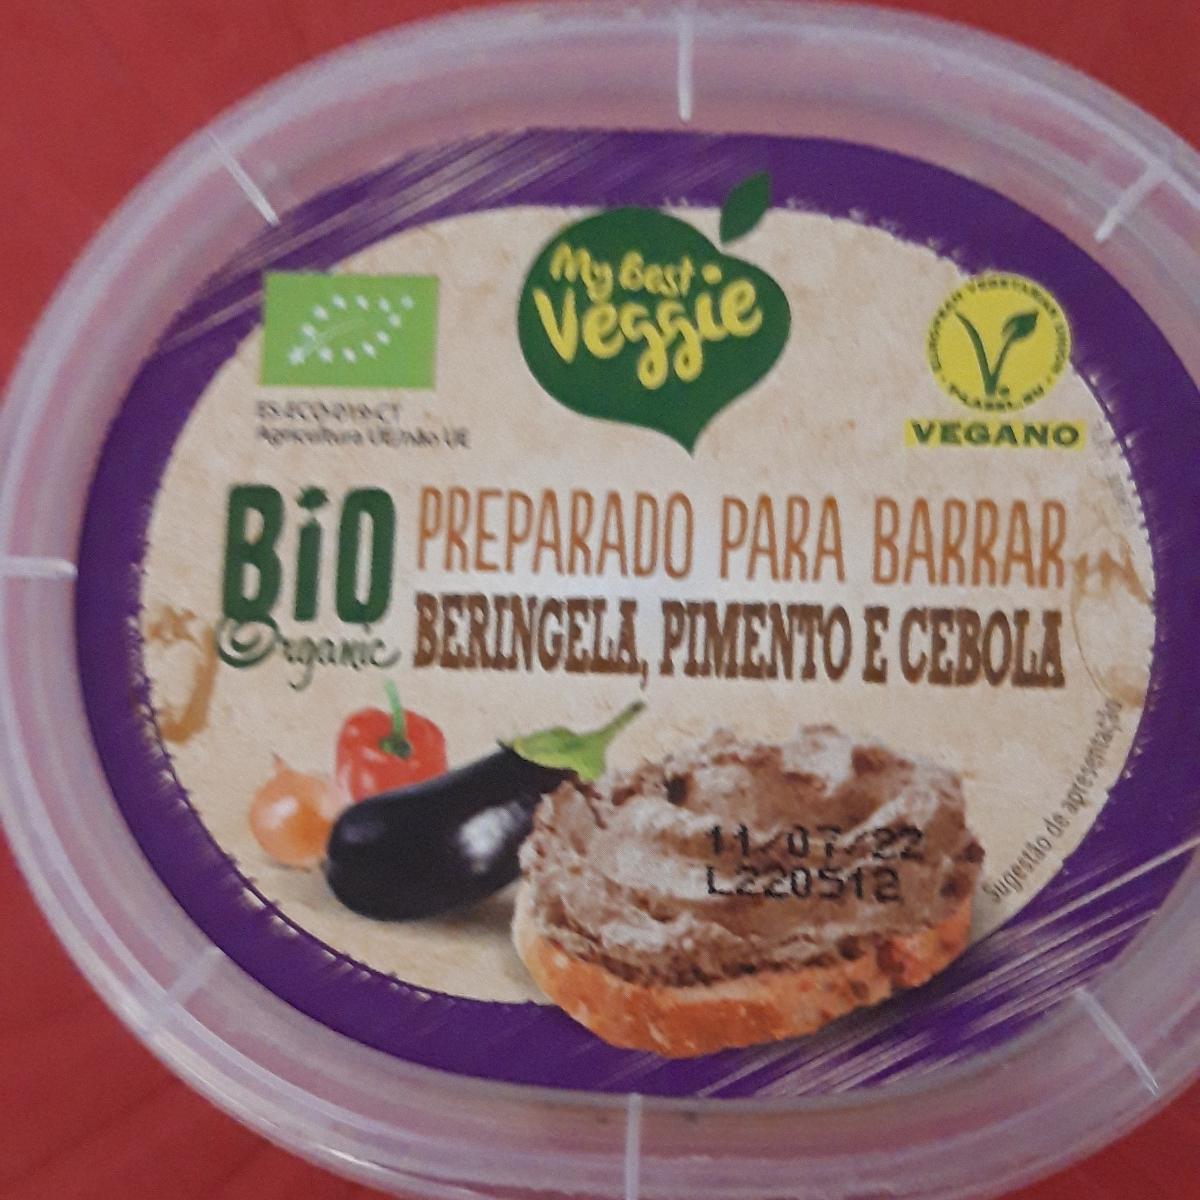 My Best
Veggie
ES-ECO-019-CT
Agricultura UE/não UE
VEGANO
BiO
Organic
PREPARADO PARA BARRAR
BERINGELA, PIMENTO E CEBOLA
11/07/22
L220512
Sugestão de apresentação